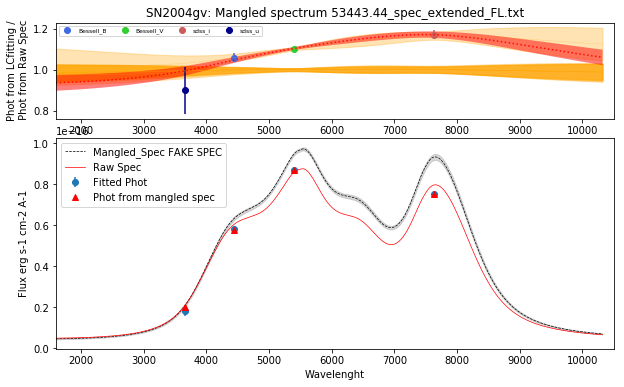 SN2004gv: Mangled spectrum 53443.44_spec_extended_FL.txt
Phot from LCfitting /
Phot from Raw Spec
Bessell_B
Bessell_V
sdss_i
sdss_u
1.2
1.0
0.8
2000 3000 4000 5000 6000 7000 8000 9000 10000
1e−16
Mangled_Spec FAKE SPEC
Raw Spec
Fitted Phot
Phot from mangled spec
Flux erg s-1 cm-2 A-1
1.0
0.8
0.6
0.4
0.2
0.0
2000 3000 4000 5000 6000 7000 8000 9000 10000
Wavelenght